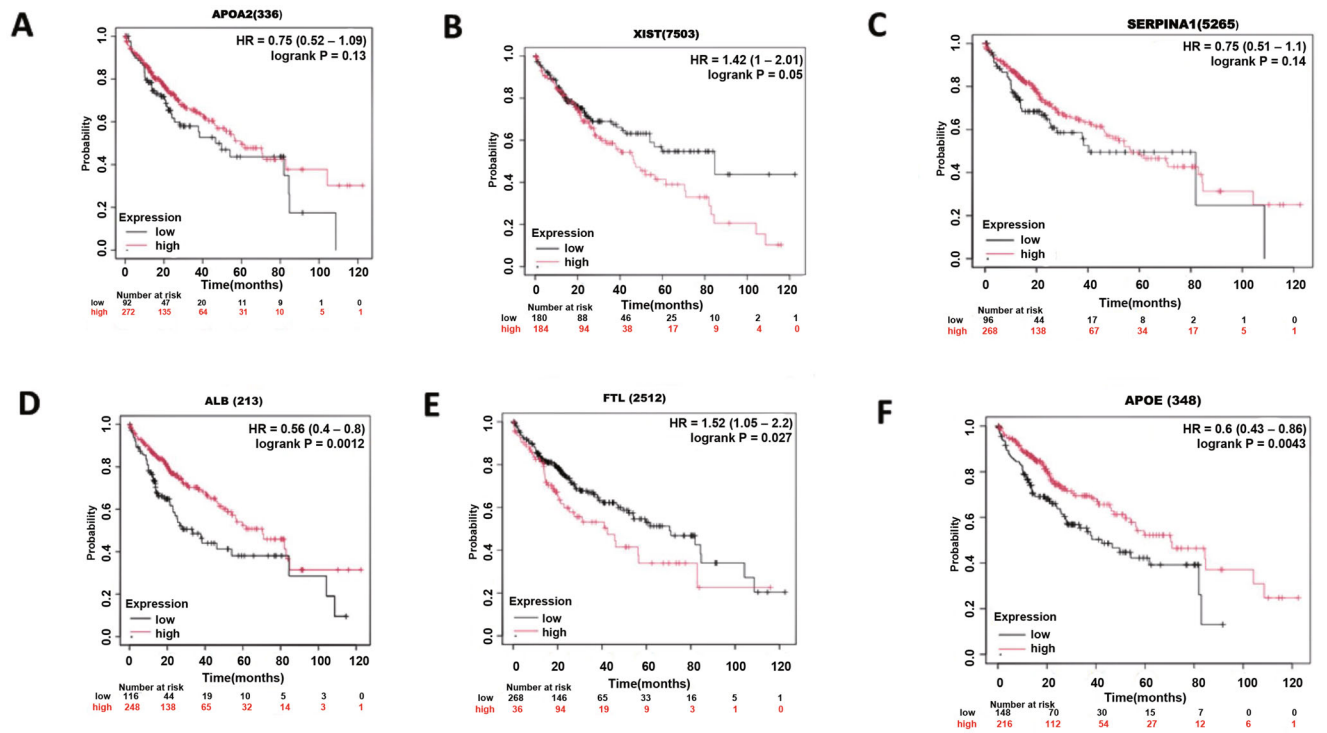 A
APOA2(336)
HR = 0.75 (0.52 – 1.09)
logrank P = 0.13
Probability
0.0 0.2 0.4 0.6 0.8 1.0
Expression
low
high
0 20 40 60 80 100 120
Time(months)
Number at risk
low 92 47 20 11 9 1 0
high 272 135 64 31 10 5 1
B
XIST(7503)
HR = 1.42 (1 – 2.01)
logrank P = 0.05
Probability
0.0 0.2 0.4 0.6 0.8 1.0
Expression
low
high
0 20 40 60 80 100 120
Time(months)
Number at risk
low 180 88 46 25 10 2 1
high 184 94 38 17 9 4 0
C
SERPINA1(5265)
HR = 0.75 (0.51 – 1.1)
logrank P = 0.14
Probability
0.0 0.2 0.4 0.6 0.8 1.0
Expression
low
high
0 20 40 60 80 100 120
Time(months)
Number at risk
low 96 44 17 8 2 1 0
high 268 138 67 34 17 5 1
D
ALB (213)
HR = 0.56 (0.4 – 0.8)
logrank P = 0.0012
Probability
0.0 0.2 0.4 0.6 0.8 1.0
Expression
low
high
0 20 40 60 80 100 120
Time(months)
Number at risk
low 116 44 19 10 5 3 0
high 248 138 65 32 14 3 1
E
FTL (2512)
HR = 1.52 (1.05 – 2.2)
logrank P = 0.027
Probability
0.0 0.2 0.4 0.6 0.8 1.0
Expression
low
high
0 20 40 60 80 100 120
Time(months)
Number at risk
low 268 146 65 33 16 5 1
high 36 94 19 9 3 1 0
F
APOE (348)
HR = 0.6 (0.43 – 0.86)
logrank P = 0.0043
Probability
0.0 0.2 0.4 0.6 0.8 1.0
Expression
low
high
0 20 40 60 80 100 120
Time(months)
Number at risk
low 148 70 30 15 7 0 0
high 216 112 54 27 12 6 1